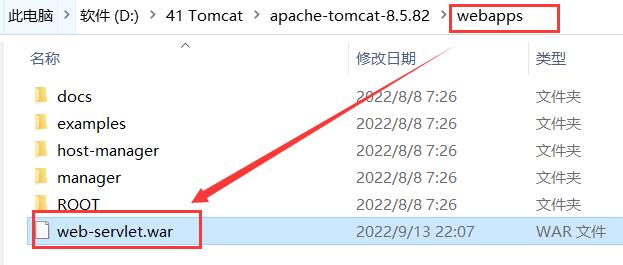 此电脑 > 软件 (D:) > 41 Tomcat > apache-tomcat-8.5.82 > webapps
名称 修改日期 类型
docs 2022/8/8 7:26 文件夹
examples 2022/8/8 7:26 文件夹
host-manager 2022/8/8 7:26 文件夹
manager 2022/8/8 7:26 文件夹
ROOT 2022/8/8 7:26 文件夹
web-servlet.war 2022/9/13 22:07 WAR 文件